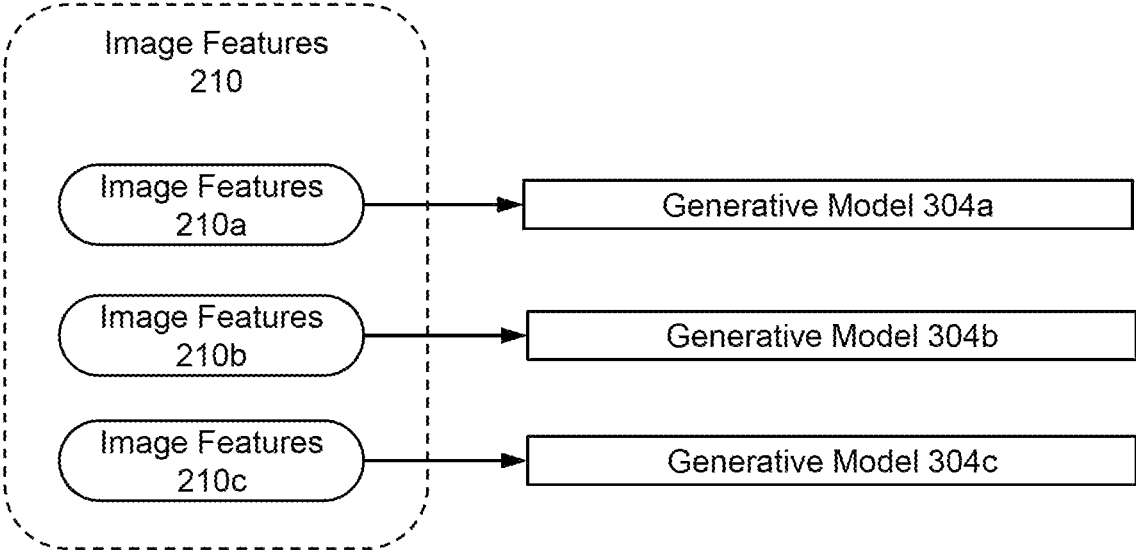 Image Features
210
Image Features
210a
Generative Model 304a
Image Features
210b
Generative Model 304b
Image Features
210c
Generative Model 304c